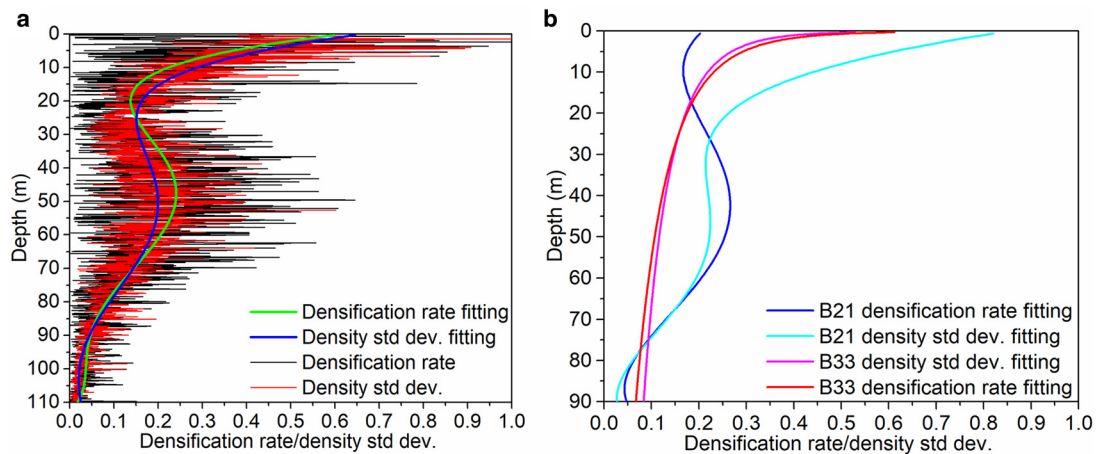 a
0
10
20
30
40
50
60
70
80
90
100
110
Depth (m)
Densification rate fitting
Density std dev. fitting
Densification rate
Density std dev.
0.0 0.1 0.2 0.3 0.4 0.5 0.6 0.7 0.8 0.9 1.0
Densification rate/density std dev.
b
0
10
20
30
40
50
60
70
80
90
Depth (m)
B21 densification rate fitting
B21 density std dev. fitting
B33 density std dev. fitting
B33 densification rate fitting
0.0 0.1 0.2 0.3 0.4 0.5 0.6 0.7 0.8 0.9 1.0
Densification rate/density std dev.